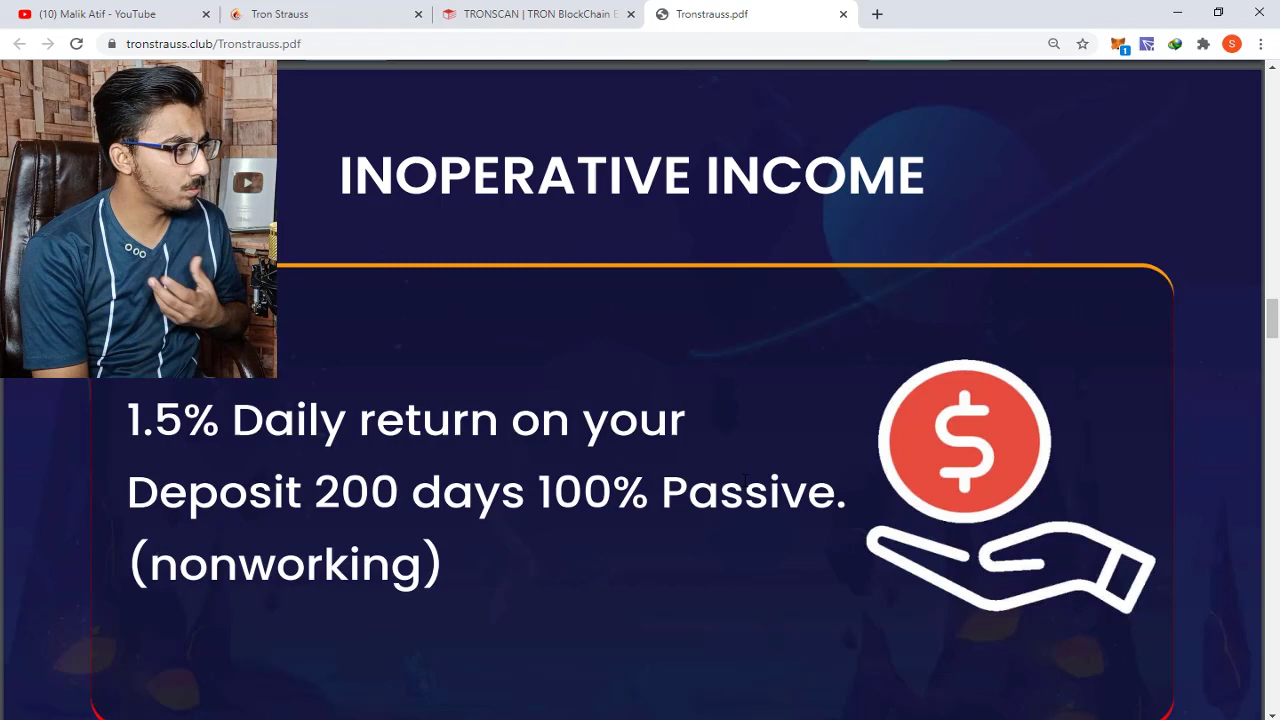 (10) Malik Atif - YouTube
Tron Strauss
TRONSCAN | TRON BlockChain E
Tronstrauss.pdf
tronstrauss.club/Tronstrauss.pdf
1
S
INOPERATIVE INCOME
1.5% Daily return on your
Deposit 200 days 100% Passive.
(nonworking)
$